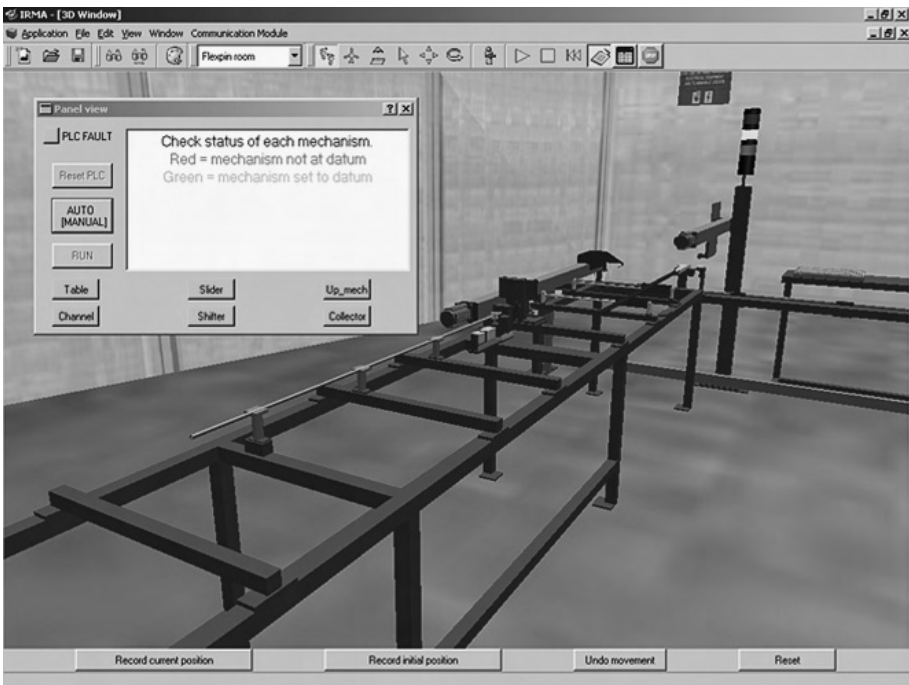 IRMA - [3D Window]
Application File Edit View Window Communication Module
Flexpin room
Panel view
PLC FAULT
Check status of each mechanism.
Red = mechanism not at datum
Green = mechanism set to datum
Reset PLC
AUTO
[MANUAL]
RUN
Table Slider Up_mech
Channel Shifter Collector
Record current position Record initial position Undo movement Reset